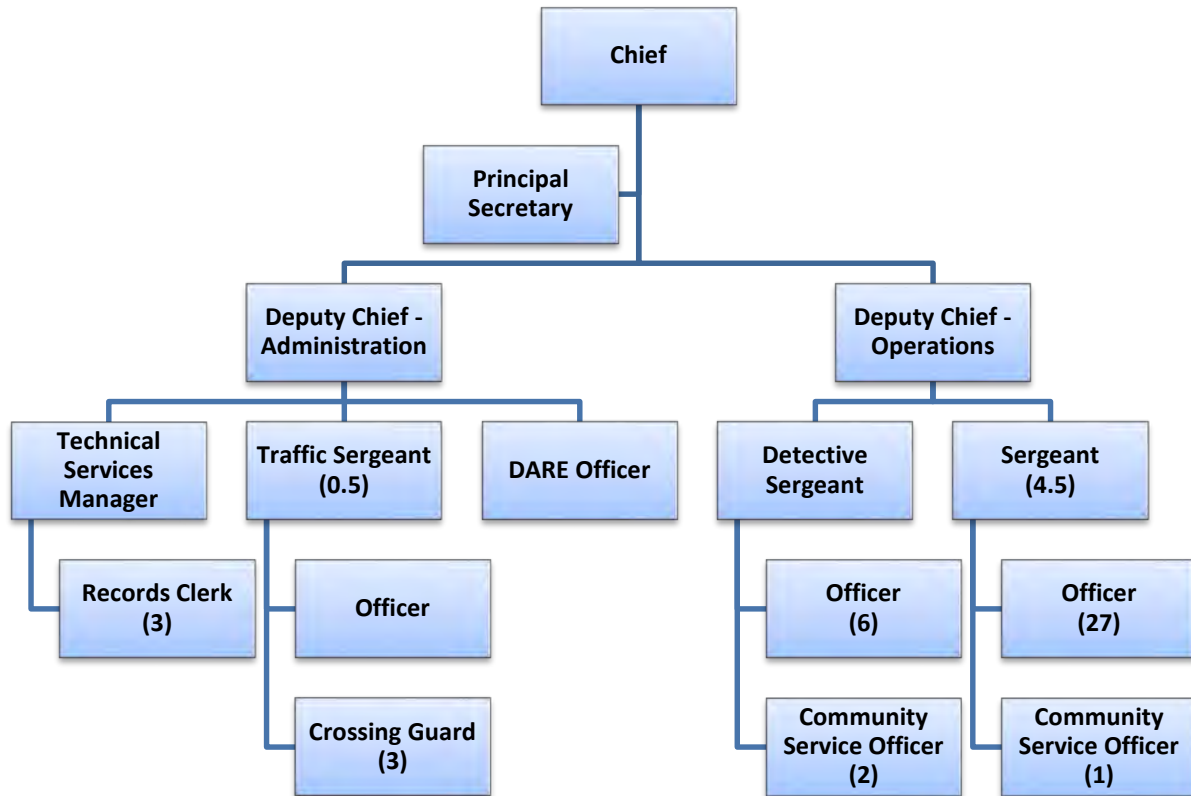 Chief
Principal
Secretary
Deputy Chief -
Administration
Deputy Chief -
Operations
Technical
Services
Manager
Traffic Sergeant
(0.5)
DARE Officer
Detective
Sergeant
Sergeant
(4.5)
Records Clerk
(3)
Officer
Officer
(6)
Officer
(27)
Crossing Guard
(3)
Community
Service Officer
(2)
Community
Service Officer
(1)